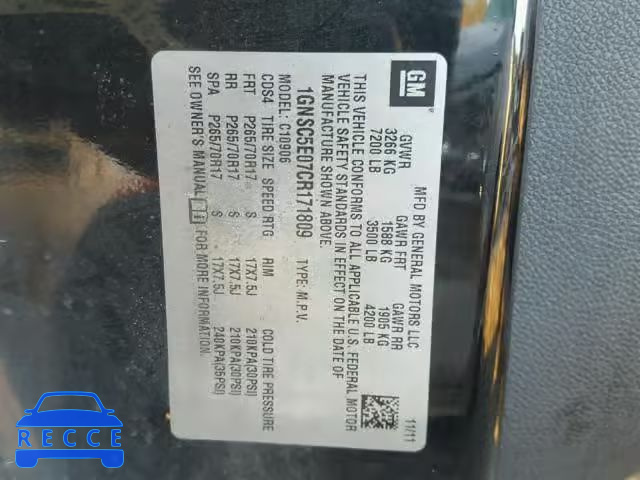 GM
MFD BY GENERAL MOTORS LLC
GVWR GAWR FRT GAWR RR
3266 KG 1588 KG 1905 KG
7200 LB 3500 LB 4200 LB
THIS VEHICLE CONFORMS TO ALL APPLICABLE U.S. FEDERAL MOTOR
VEHICLE SAFETY STANDARDS IN EFFECT ON THE DATE OF
MANUFACTURE SHOWN ABOVE.
11/11
1GNSC5E07CR171809 TYPE: M.P.V.
MODEL: C10906
CDS4 TIRE SIZE SPEED/RTG RIM COLD TIRE PRESSURE
FRT P265/70R17 S 17X7.5J 210KPA(30PSI)
RR P265/70R17 S 17X7.5J 210KPA(30PSI)
SPA P265/70R17 S 17X7.5J 240KPA(35PSI)
SEE OWNER'S MANUAL FOR MORE INFORMATION.
RECCE